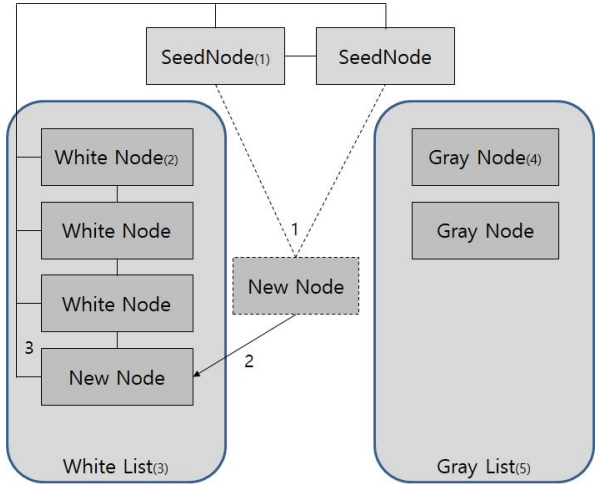 SeedNode(1)
SeedNode
White Node(2)
White Node
White Node
New Node
White List(3)
1
New Node
2
3
Gray Node(4)
Gray Node
Gray List(5)